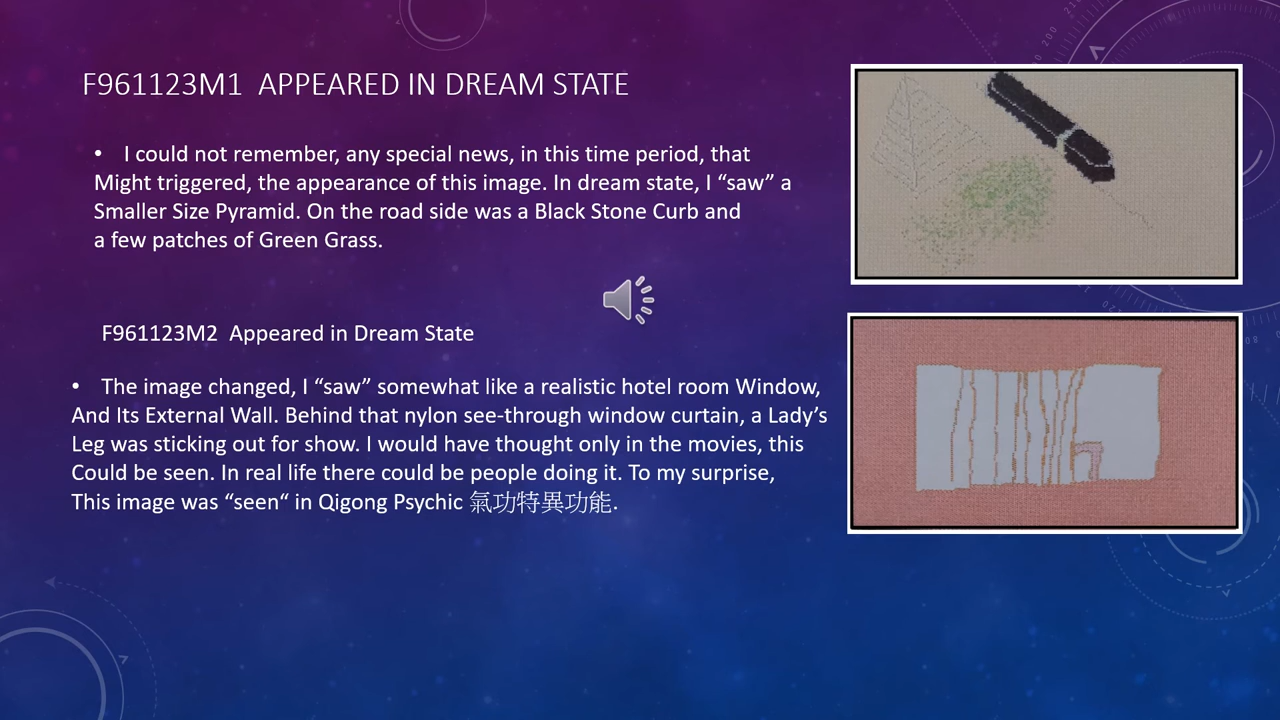 F961123M1  APPEARED IN DREAM STATE
•   I could not remember, any special news, in this time period, that
Might triggered, the appearance of this image. In dream state, I “saw” a
Smaller Size Pyramid. On the road side was a Black Stone Curb and
a few patches of Green Grass.
F961123M2  Appeared in Dream State
•   The image changed, I “saw” somewhat like a realistic hotel room Window,
And Its External Wall. Behind that nylon see-through window curtain, a Lady’s
Leg was sticking out for show. I would have thought only in the movies, this
Could be seen. In real life there could be people doing it. To my surprise,
This image was “seen“ in Qigong Psychic 氣功特異功能.